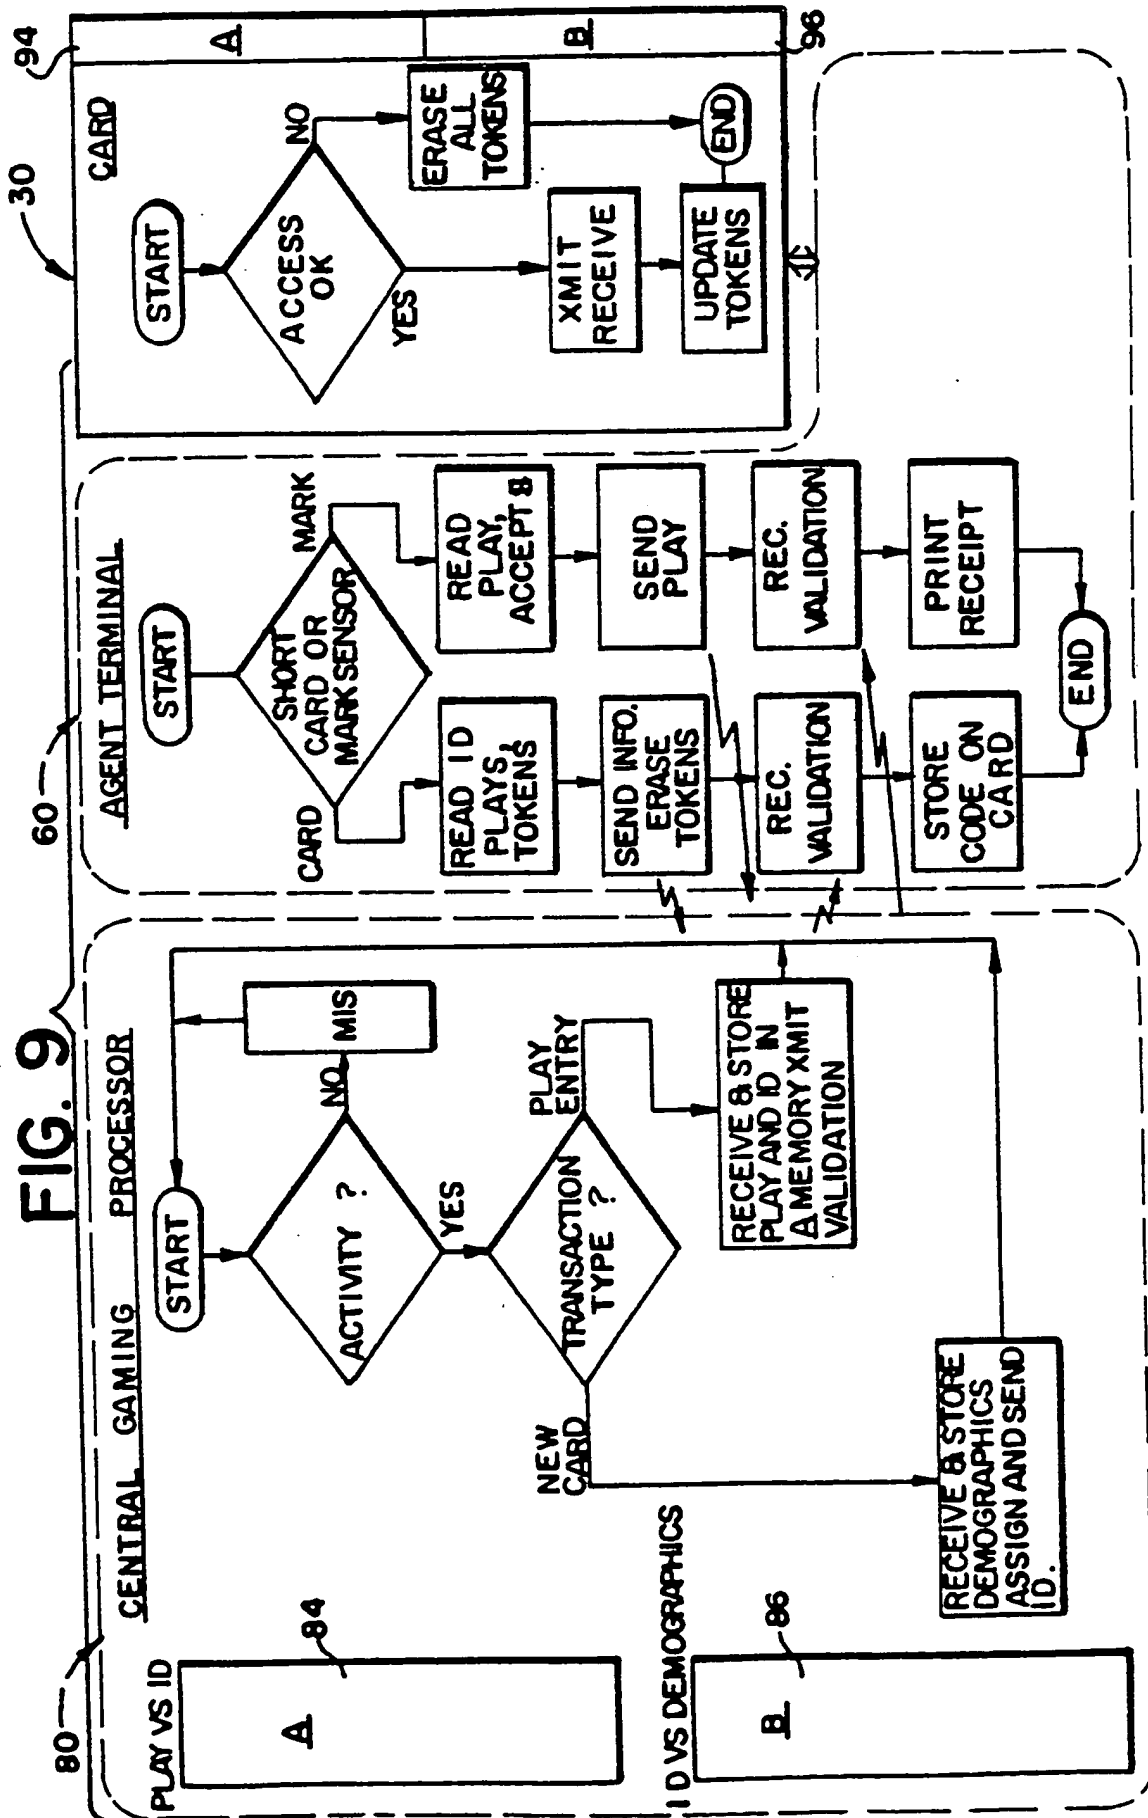 FIG. 9
80
CENTRAL GAMING PROCESSOR
PLAY VS ID
A
84
ID VS DEMOGRAPHICS
B
86
START
ACTIVITY ?
NO
MIS
YES
TRANSACTION
TYPE ?
NEW
CARD
PLAY
ENTRY
RECEIVE & STORE
PLAY AND ID IN
A MEMORY XMIT
VALIDATION
RECEIVE & STORE
DEMOGRAPHICS
ASSIGN AND SEND
ID.
60
AGENT TERMINAL
START
SHORT
CARD OR
MARK SENSOR
CARD
MARK
READ ID
PLAYS,
TOKENS
SEND INFO.
ERASE
TOKENS
REC.
VALIDATION
STORE
CODE ON
CARD
READ
PLAY,
ACCEPT $
SEND
PLAY
REC.
VALIDATION
PRINT
RECEIPT
END
30
CARD
94
A
B
96
START
ACCESS
OK
NO
YES
ERASE
ALL
TOKENS
XMIT
RECEIVE
UPDATE
TOKENS
END